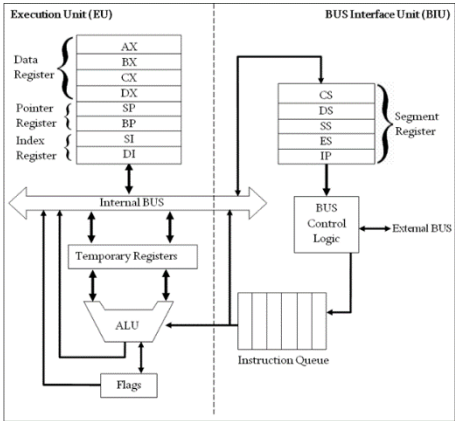 Execution Unit (EU)
BUS Interface Unit (BIU)
Data
Register
AX
BX
CX
DX
Pointer
Register
SP
BP
Index
Register
SI
DI
CS
DS
SS
ES
IP
Segment
Register
Internal BUS
BUS
Control
Logic
External BUS
Temporary Registers
ALU
Instruction Queue
Flags